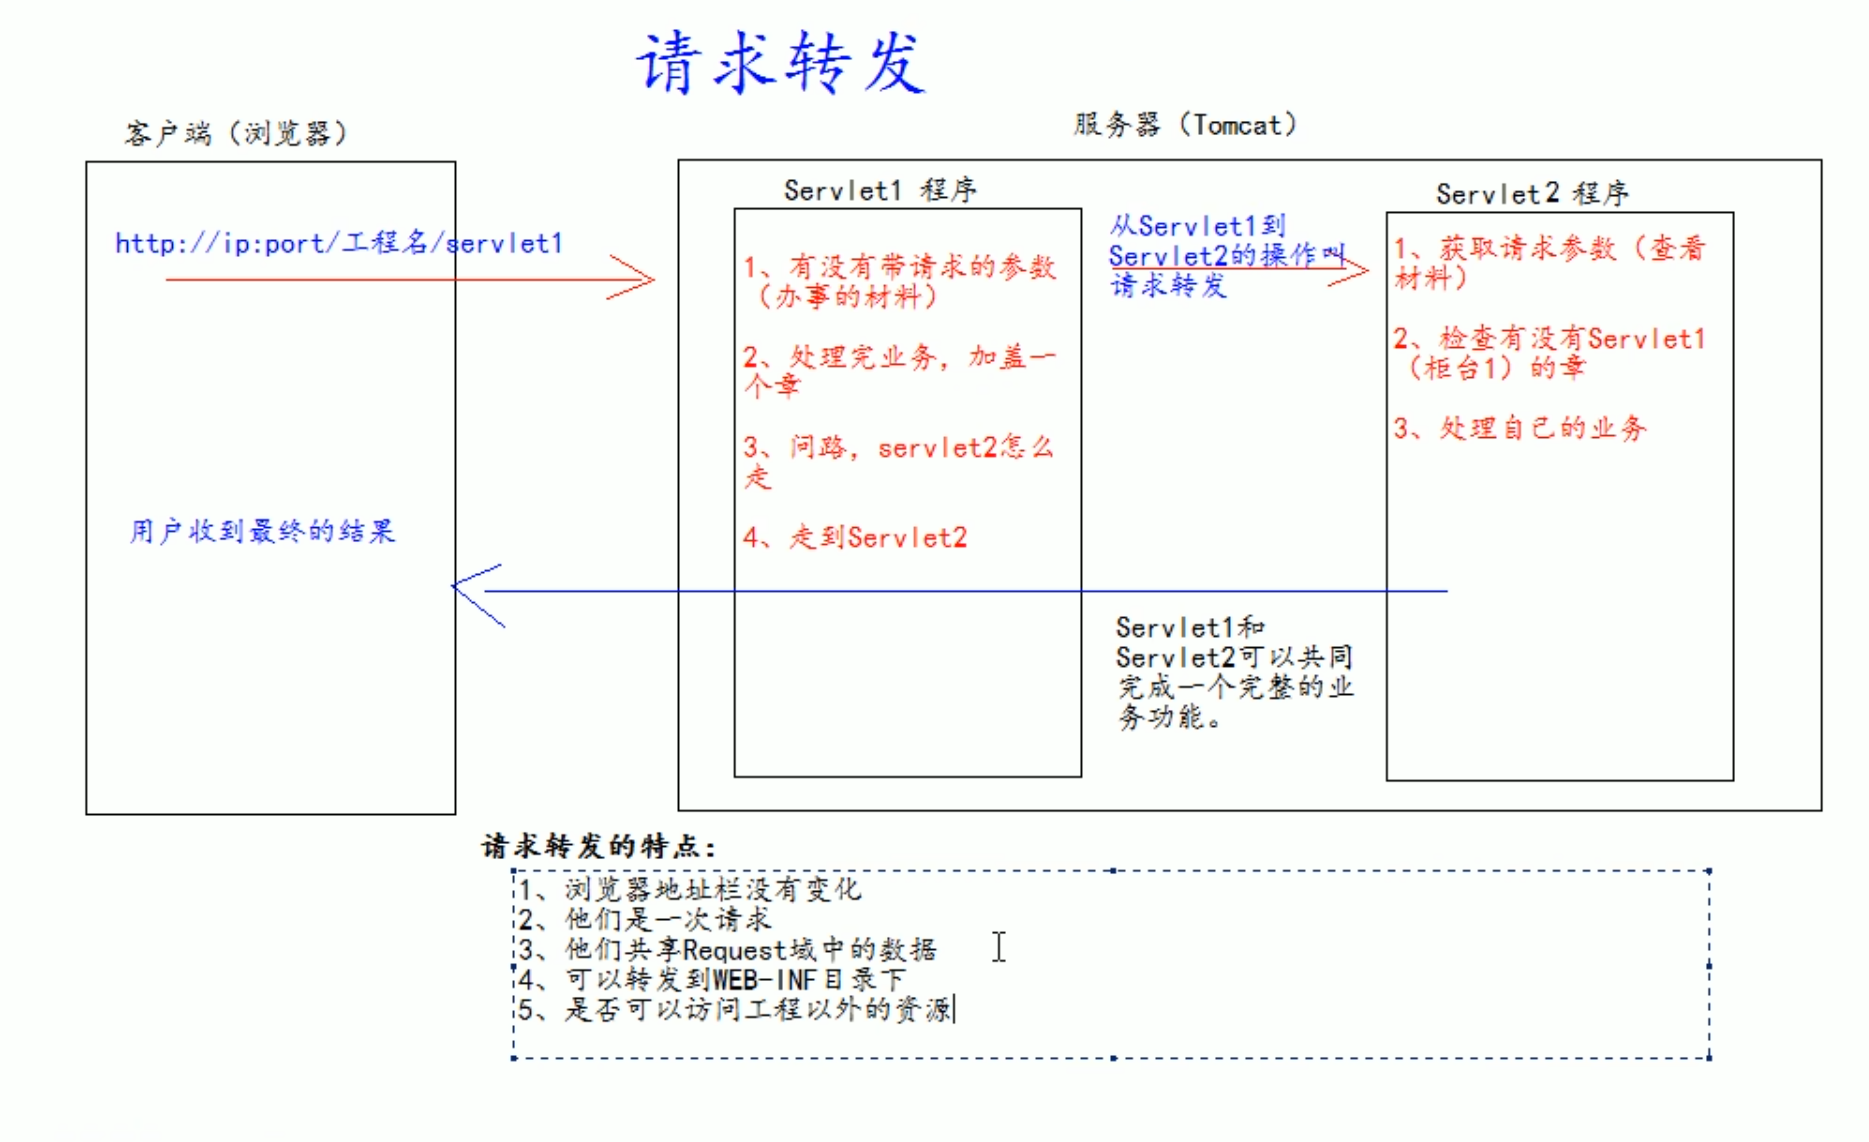 请求转发
客户端（浏览器）
服务器（Tomcat）
http://ip:port/工程名/servlet1
用户收到最终的结果
Servlet1 程序
1、有没有带请求的参数
（办事的材料）
2、处理完业务，加盖一
个章
3、问路，servlet2怎么
走
4、走到Servlet2
从Servlet1到
Servlet2的操作叫
请求转发
Servlet1和
Servlet2可以共同
完成一个完整的业
务功能。
Servlet2 程序
1、获取请求参数（查看
材料）
2、检查有没有Servlet1
（柜台1）的章
3、处理自己的业务
请求转发的特点：
1、浏览器地址栏没有变化
2、他们是一次请求
3、他们共享Request域中的数据
4、可以转发到WEB-INF目录下
5、是否可以访问工程以外的资源